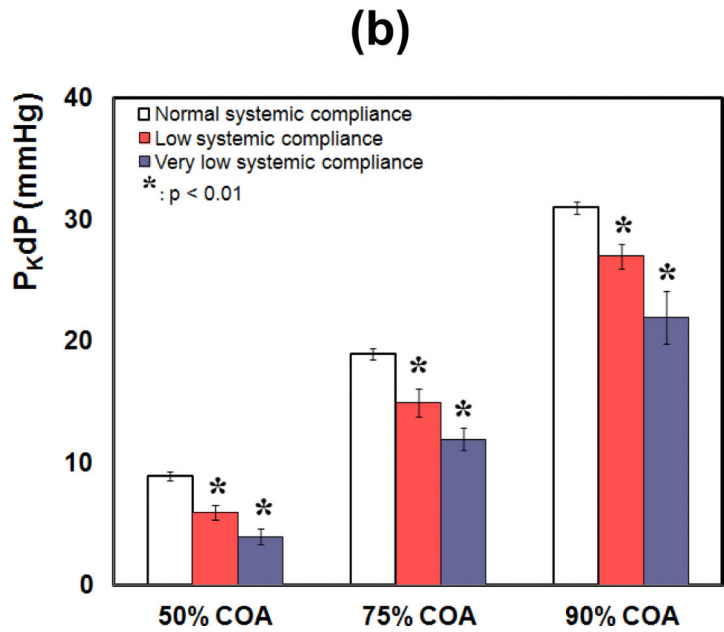 (b)
40
30
20
10
0
PKdP (mmHg)
Normal systemic compliance
Low systemic compliance
Very low systemic compliance
*: p < 0.01
* *
* *
* *
50% COA 75% COA 90% COA